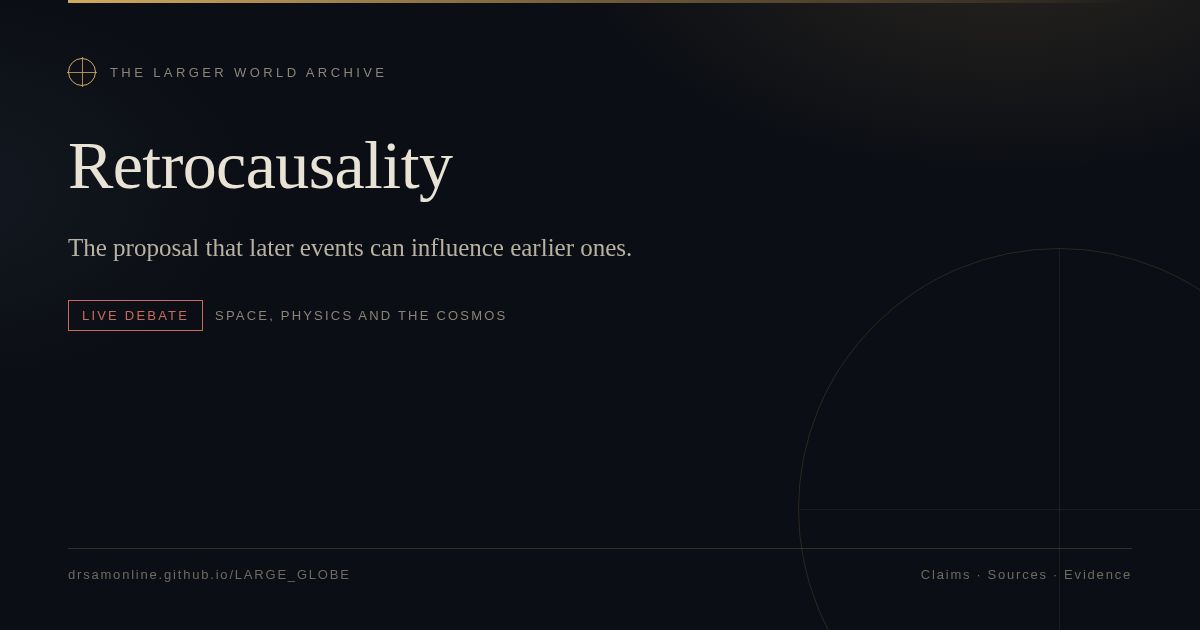 THE LARGER WORLD ARCHIVE
Retrocausality
The proposal that later events can influence earlier ones.
LIVE DEBATE SPACE, PHYSICS AND THE COSMOS
drsamonline.github.io/LARGE_GLOBE Claims · Sources · Evidence